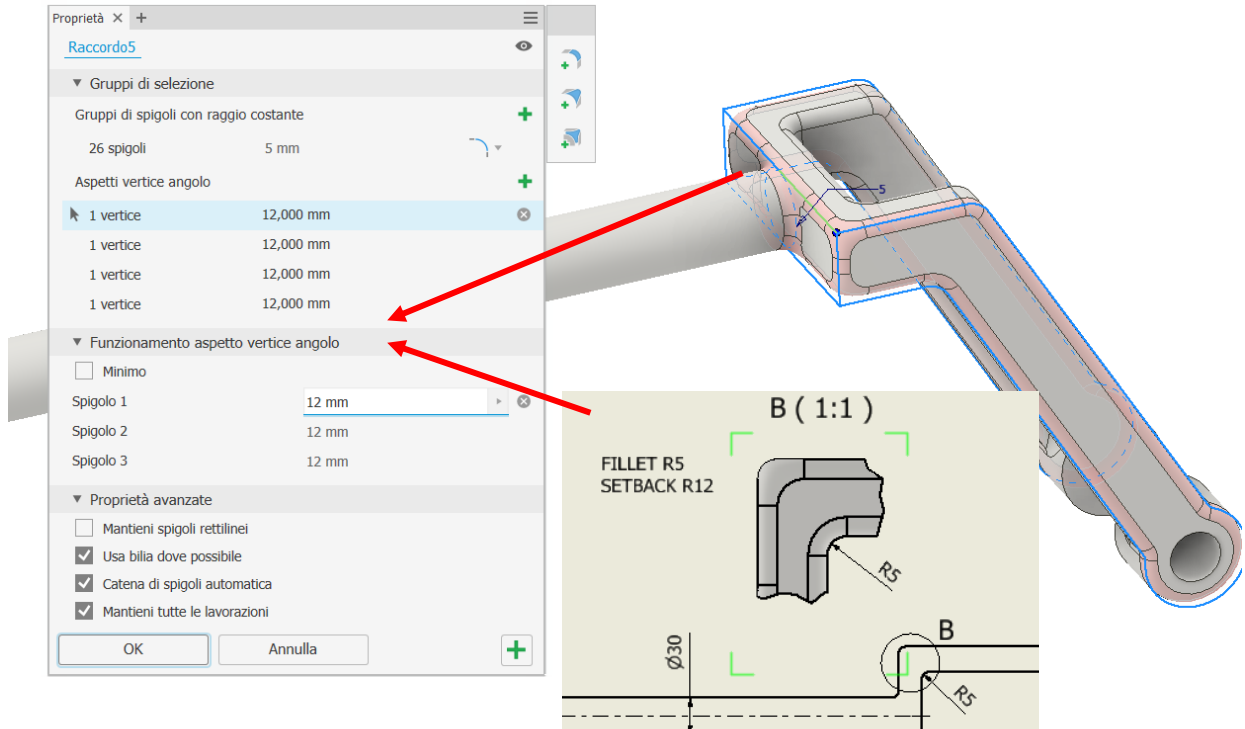 Proprietà × +
Raccordo5
Gruppi di selezione
Gruppi di spigoli con raggio costante
26 spigoli 5 mm
Aspetti vertice angolo
1 vertice 12,000 mm
1 vertice 12,000 mm
1 vertice 12,000 mm
1 vertice 12,000 mm
Funzionamento aspetto vertice angolo
Minimo
Spigolo 1 12 mm
Spigolo 2 12 mm
Spigolo 3 12 mm
Proprietà avanzate
Mantieni spigoli rettilinei
Usa bilia dove possibile
Catena di spigoli automatica
Mantieni tutte le lavorazioni
OK Annulla
5
B ( 1:1 )
FILLET R5
SETBACK R12
R5
B
Ø30
R5